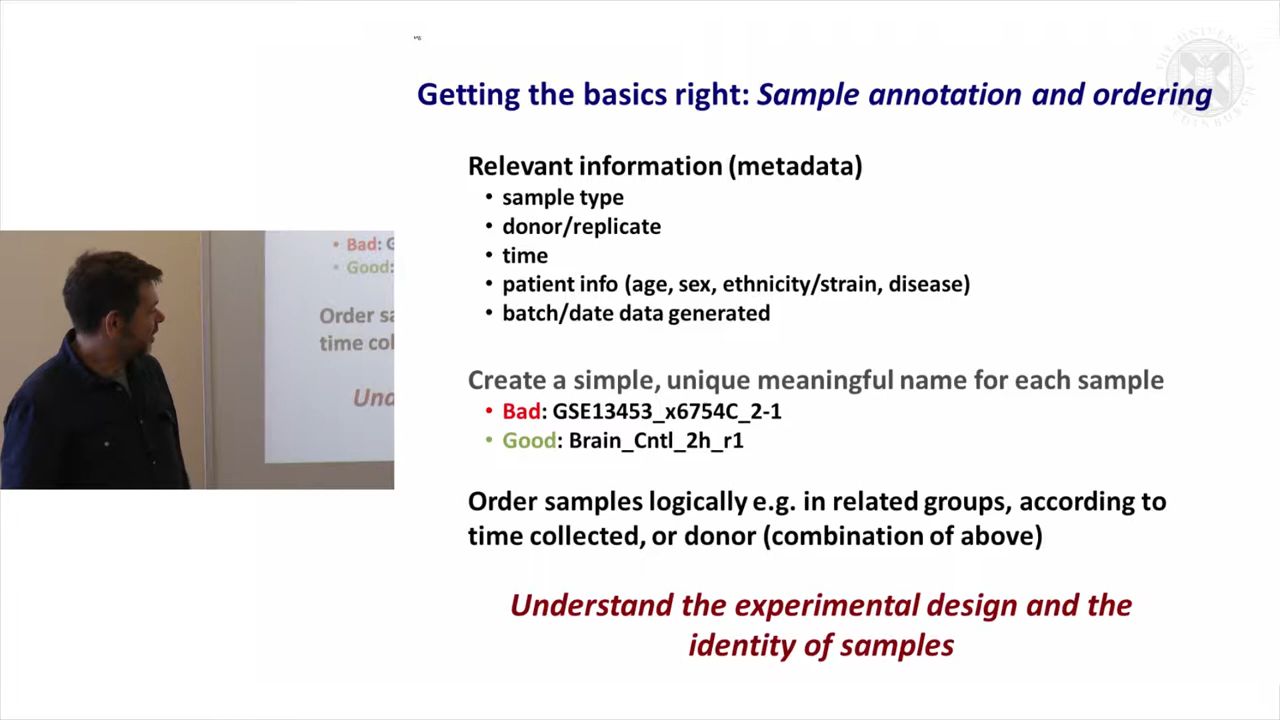 Getting the basics right: Sample annotation and ordering
THE UNIVERSITY
EDINBURGH
Relevant information (metadata)
• sample type
• donor/replicate
• time
• patient info (age, sex, ethnicity/strain, disease)
• batch/date data generated
Create a simple, unique meaningful name for each sample
• Bad: GSE13453_x6754C_2-1
• Good: Brain_Cntl_2h_r1
Order samples logically e.g. in related groups, according to
time collected, or donor (combination of above)
Understand the experimental design and the
identity of samples
• Bad: G
• Good:
Order sa
time col
Und